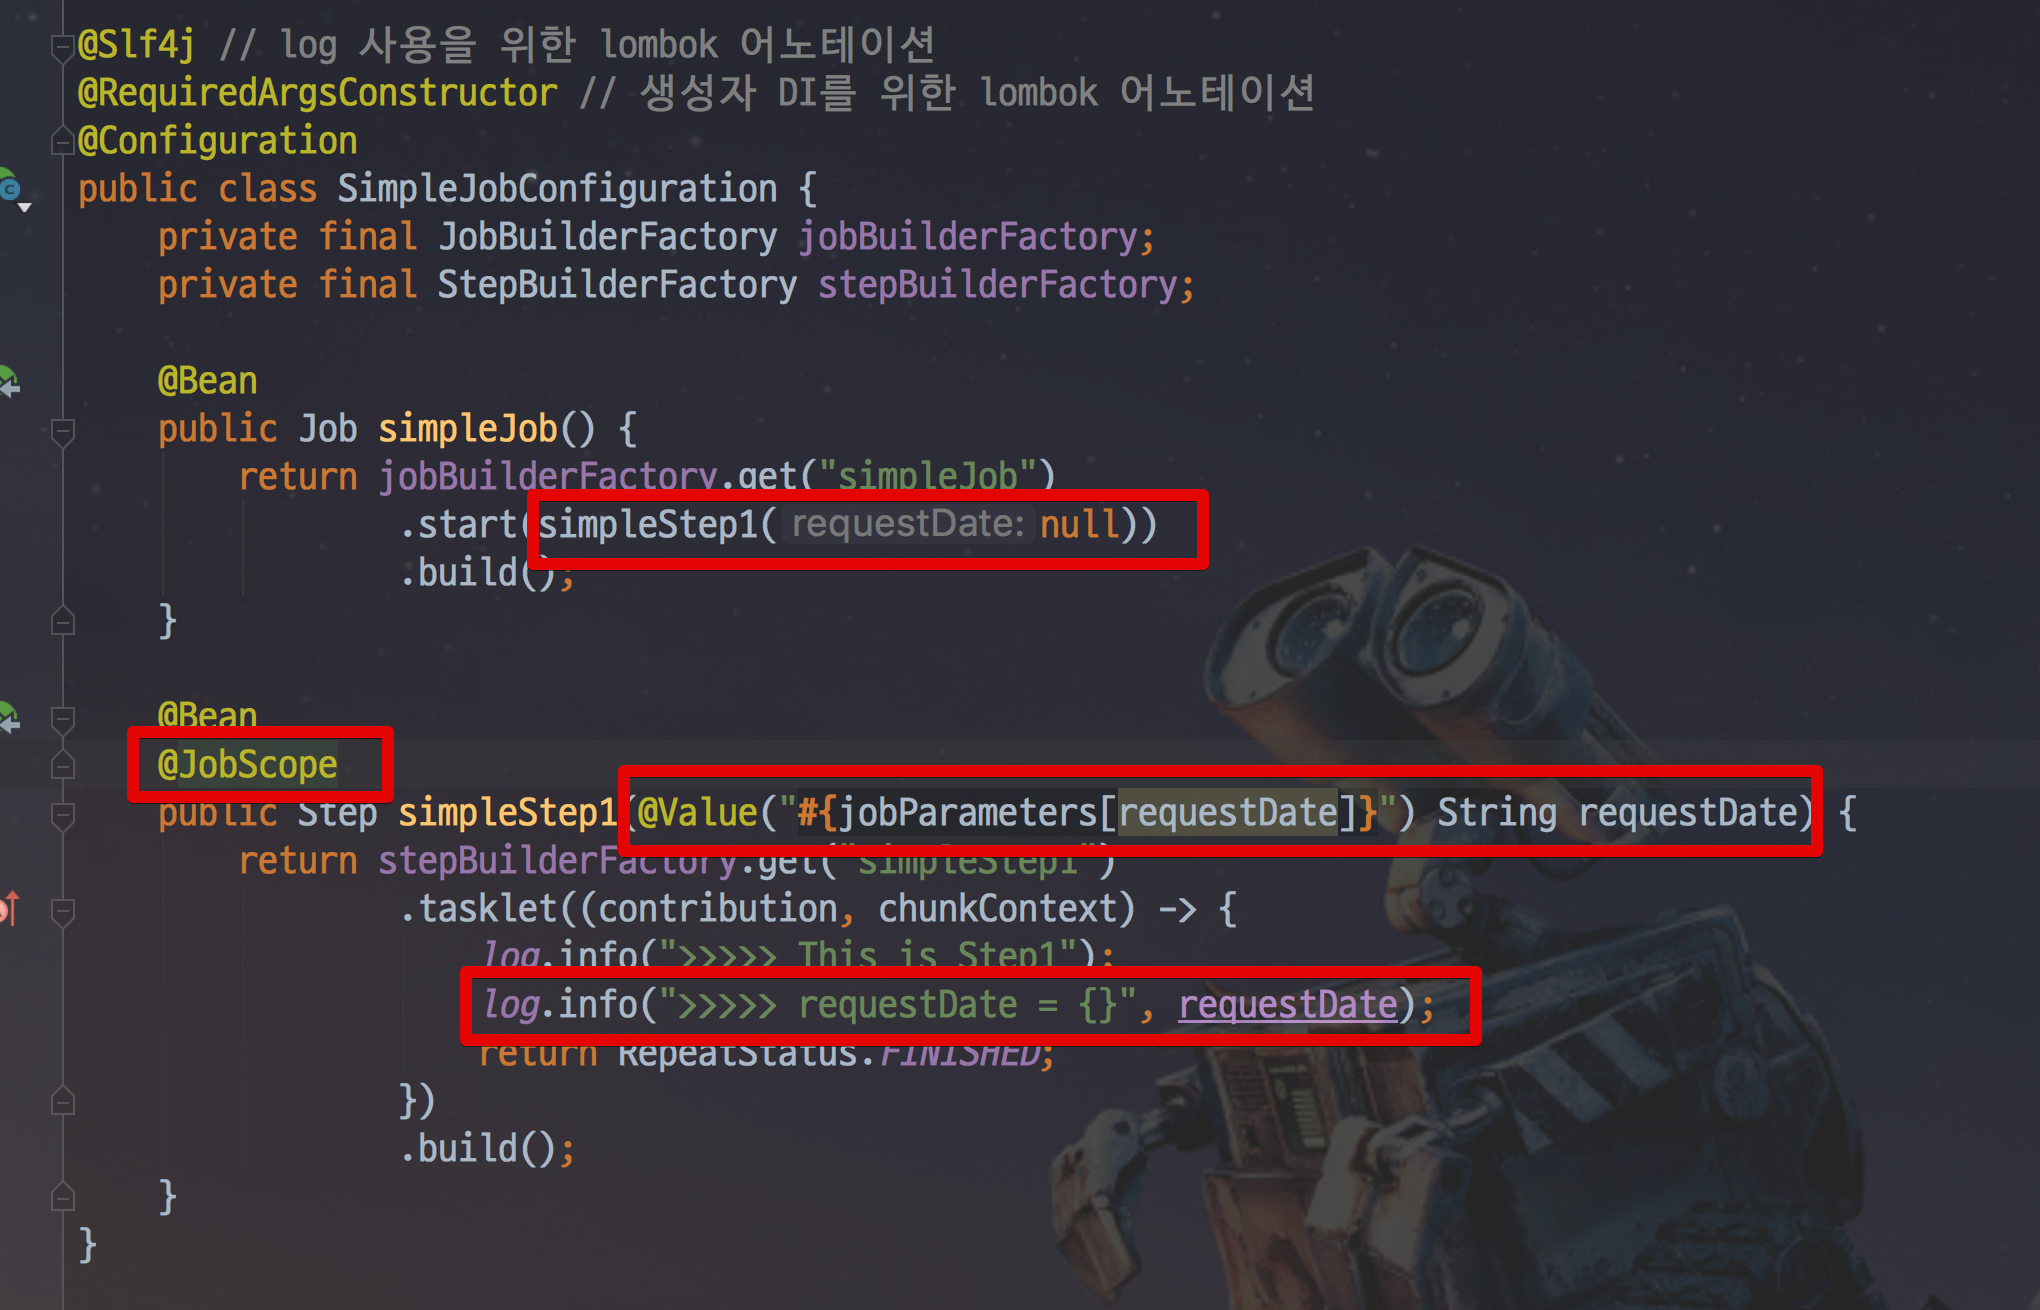 @Slf4j // log 사용을 위한 lombok 어노테이션
@RequiredArgsConstructor // 생성자 DI를 위한 lombok 어노테이션
@Configuration
public class SimpleJobConfiguration {
    private final JobBuilderFactory jobBuilderFactory;
    private final StepBuilderFactory stepBuilderFactory;
    @Bean
    public Job simpleJob() {
        return jobBuilderFactory.get("simpleJob")
                .start(simpleStep1( requestDate: null))
                .build();
    }
    @Bean
    @JobScope
    public Step simpleStep1(@Value("#{jobParameters[requestDate]}") String requestDate) {
        return stepBuilderFactory.get("simpleStep1")
                .tasklet((contribution, chunkContext) -> {
                    log.info(">>>>> This is Step1");
                    log.info(">>>>> requestDate = {}", requestDate);
                    return RepeatStatus.FINISHED;
                })
                .build();
    }
}